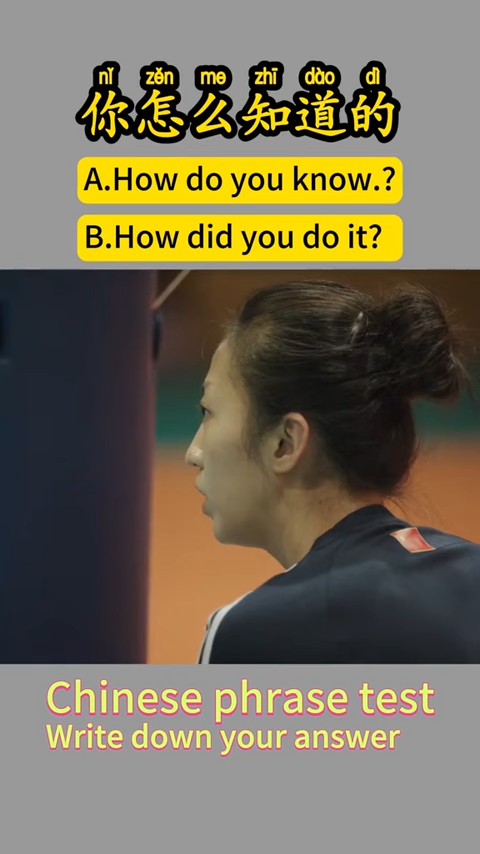 nǐ zěn me zhī dào dì
你怎么知道的
A.How do you know.?
B.How did you do it?
Chinese phrase test
Write down your answer